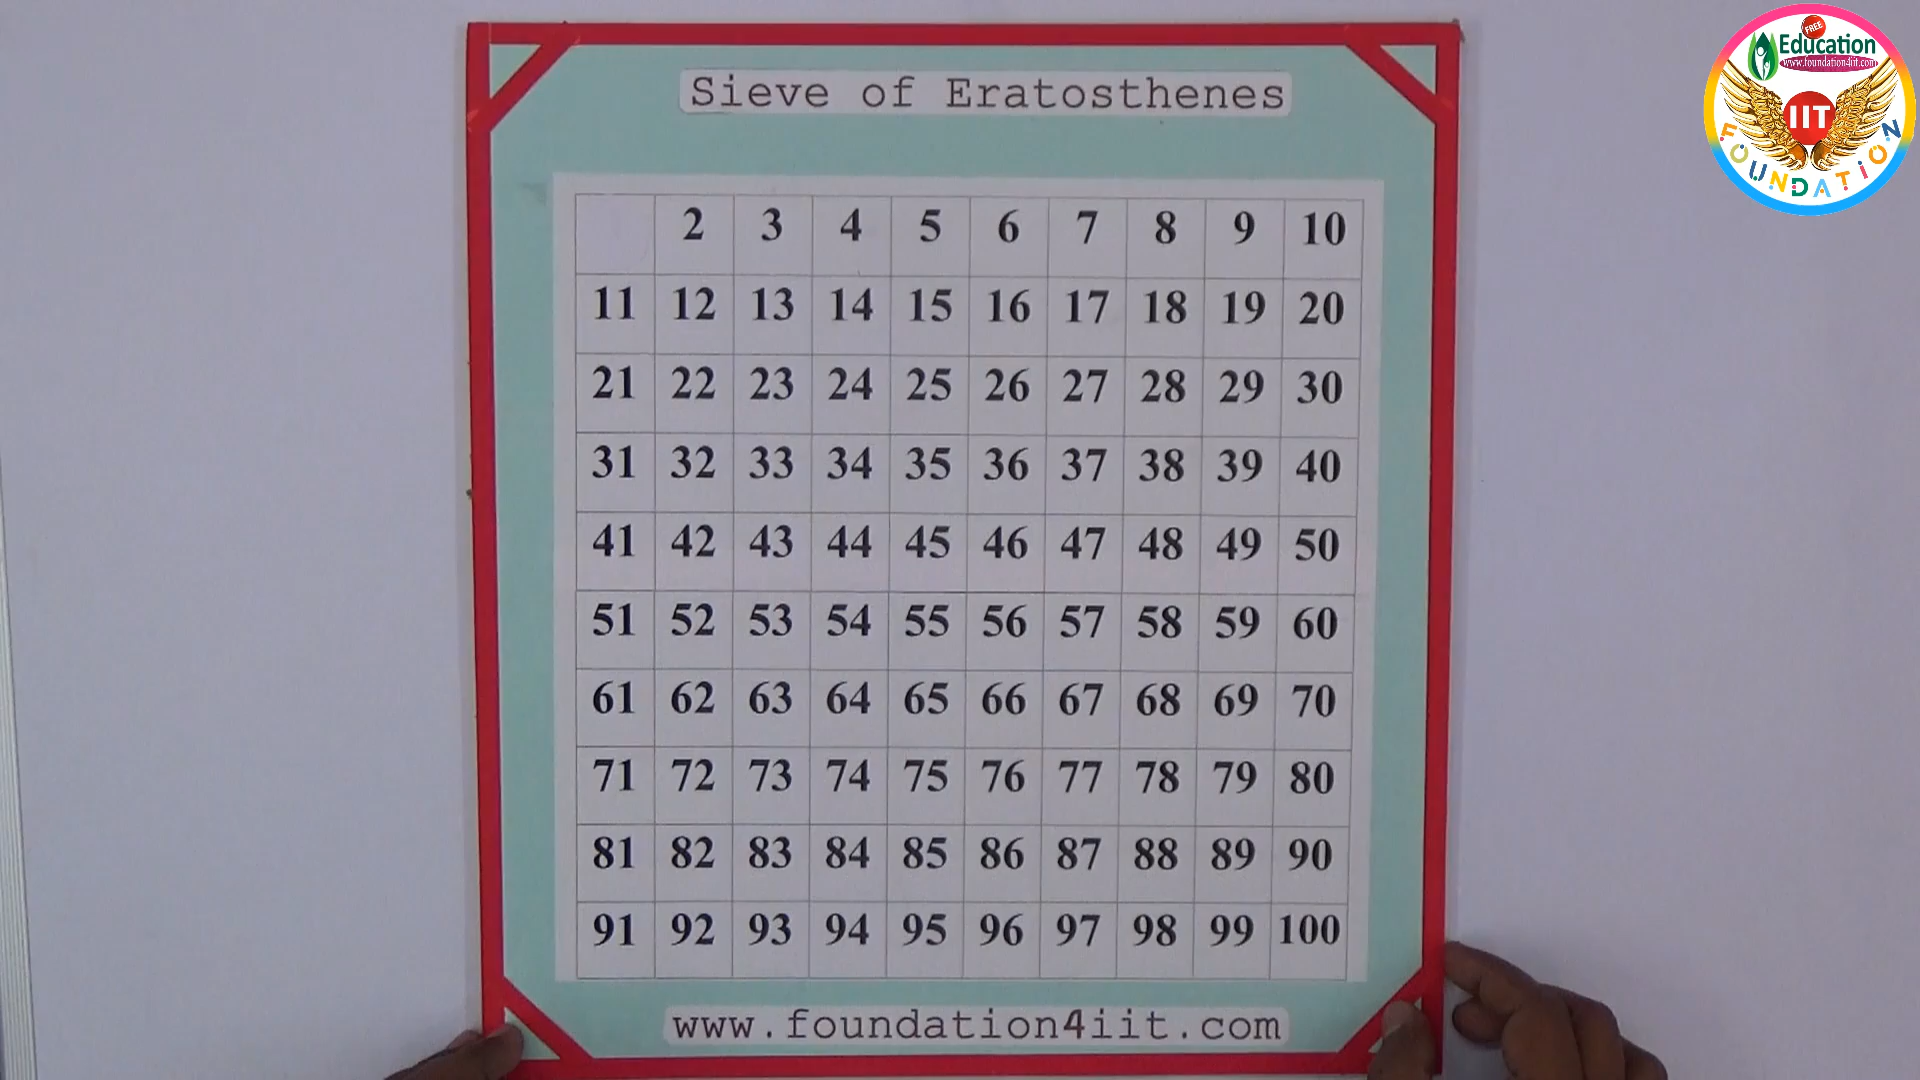 Sieve of Eratosthenes
2 3 4 5 6 7 8 9 10
11 12 13 14 15 16 17 18 19 20
21 22 23 24 25 26 27 28 29 30
31 32 33 34 35 36 37 38 39 40
41 42 43 44 45 46 47 48 49 50
51 52 53 54 55 56 57 58 59 60
61 62 63 64 65 66 67 68 69 70
71 72 73 74 75 76 77 78 79 80
81 82 83 84 85 86 87 88 89 90
91 92 93 94 95 96 97 98 99 100
www.foundation4iit.com
FREE
Education
www.foundation4iit.com
IIT
FOUNDATION